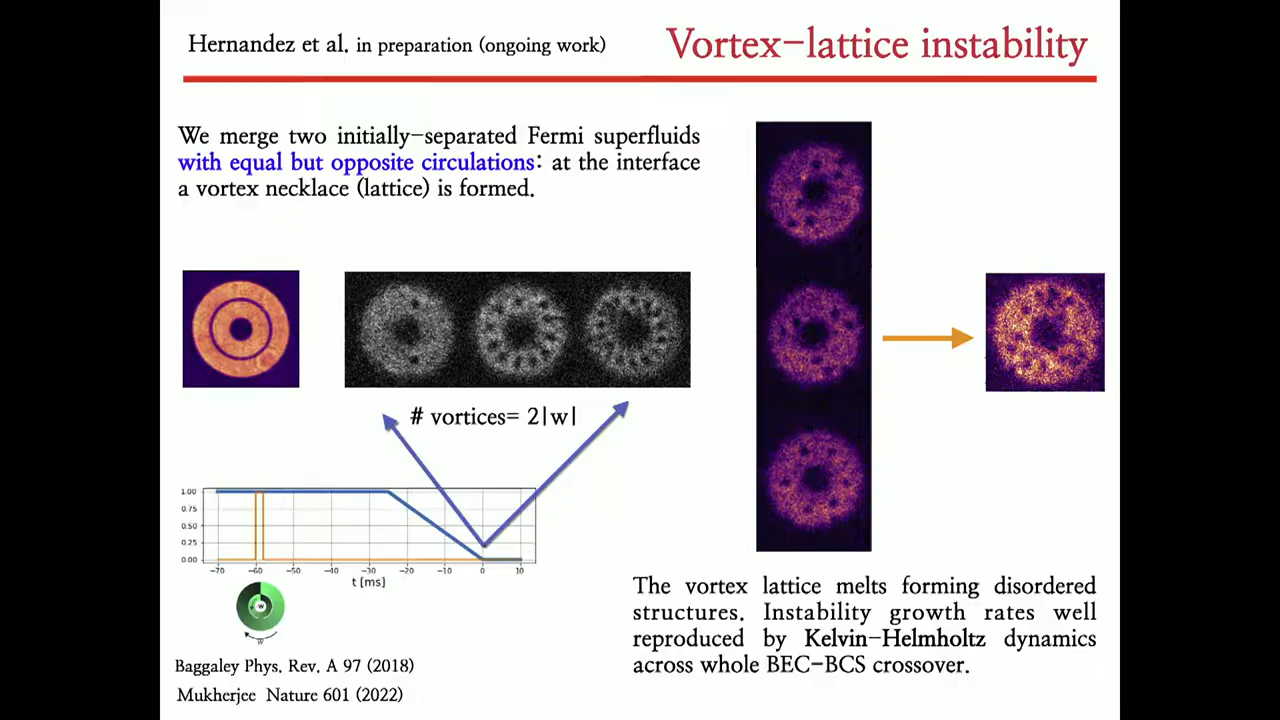 Hernandez et al. in preparation (ongoing work)
Vortex-lattice instability
We merge two initially-separated Fermi superfluids
with equal but opposite circulations: at the interface
a vortex necklace (lattice) is formed.
# vortices= 2|w|
1.00
0.75
0.50
0.25
0.00
−70 −60 −50 −40 −30 −20 −10 0 10
t [ms]
w
w
Baggaley Phys. Rev. A 97 (2018)
Mukherjee Nature 601 (2022)
The vortex lattice melts forming disordered
structures. Instability growth rates well
reproduced by Kelvin-Helmholtz dynamics
across whole BEC-BCS crossover.